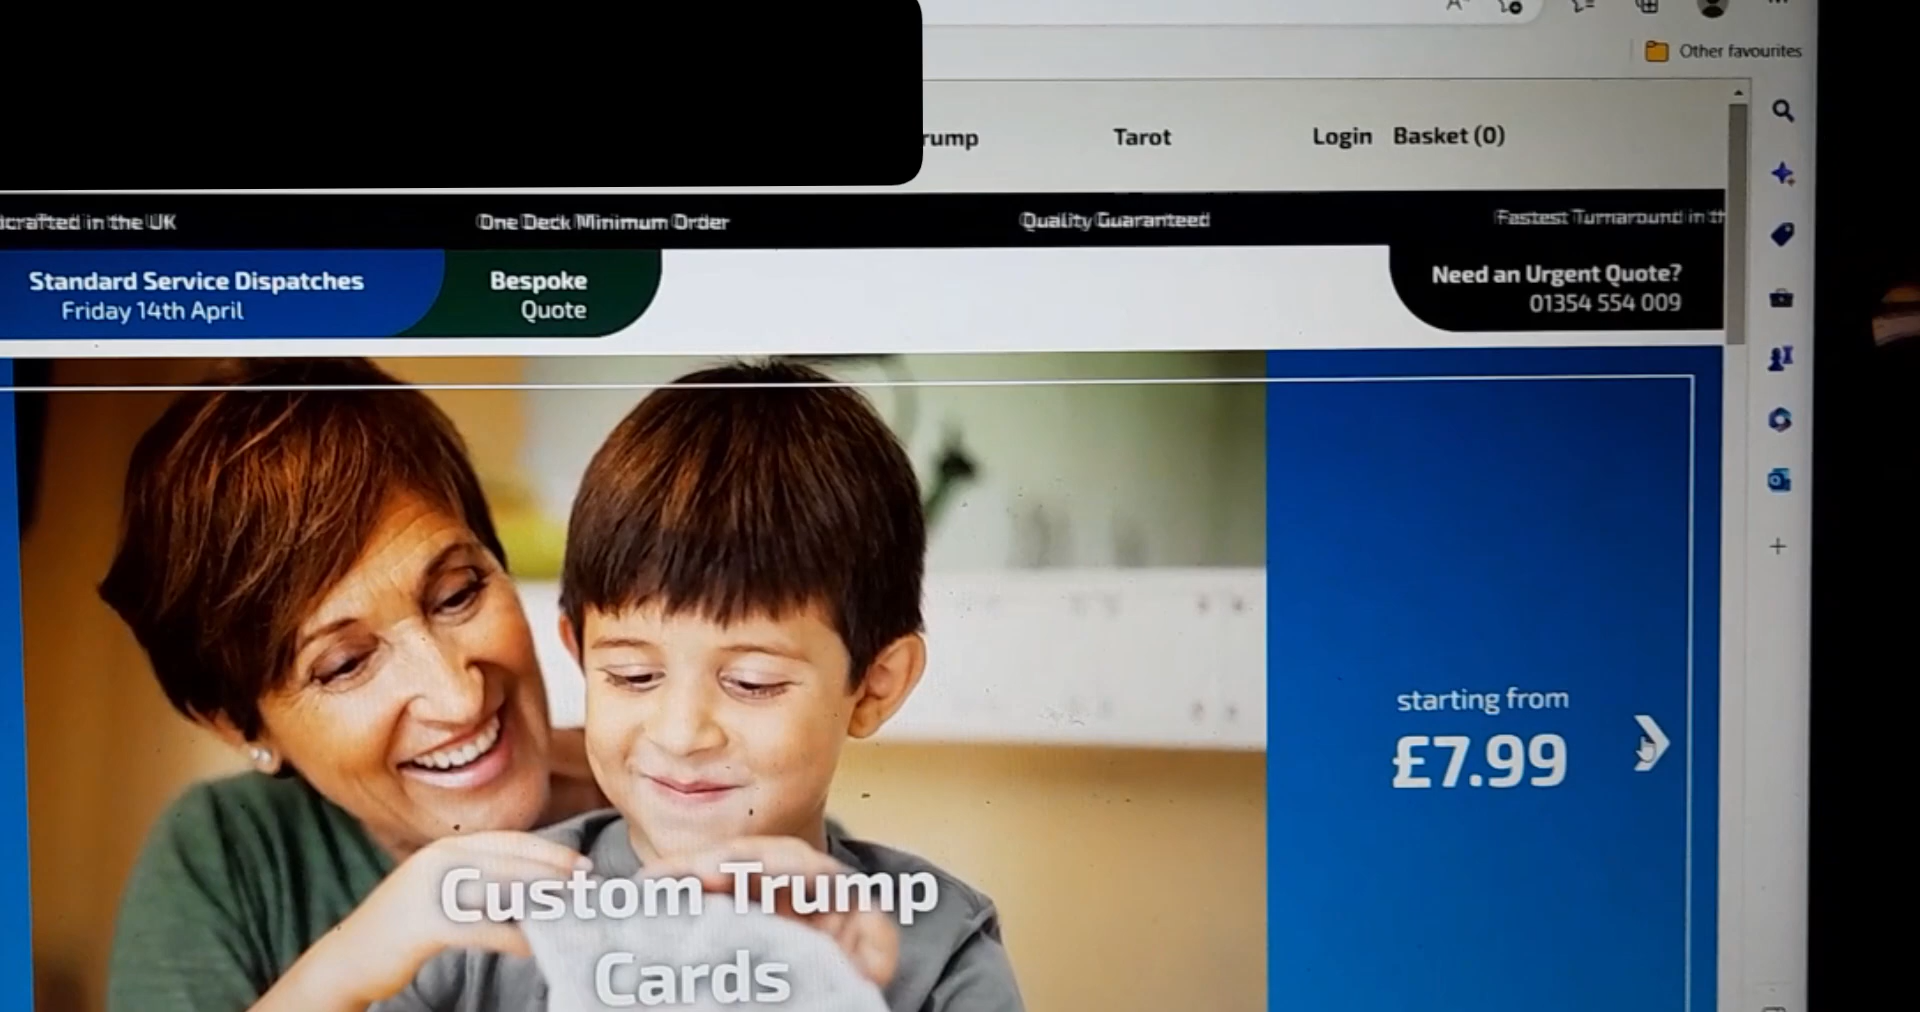 Other favourites
rump Tarot Login Basket (0)
crafted in the UK One Deck Minimum Order Quality Guaranteed Fastest Turnaround in th
Standard Service Dispatches
Friday 14th April
Bespoke
Quote
Need an Urgent Quote?
01354 554 009
starting from
£7.99
Custom Trump
Cards